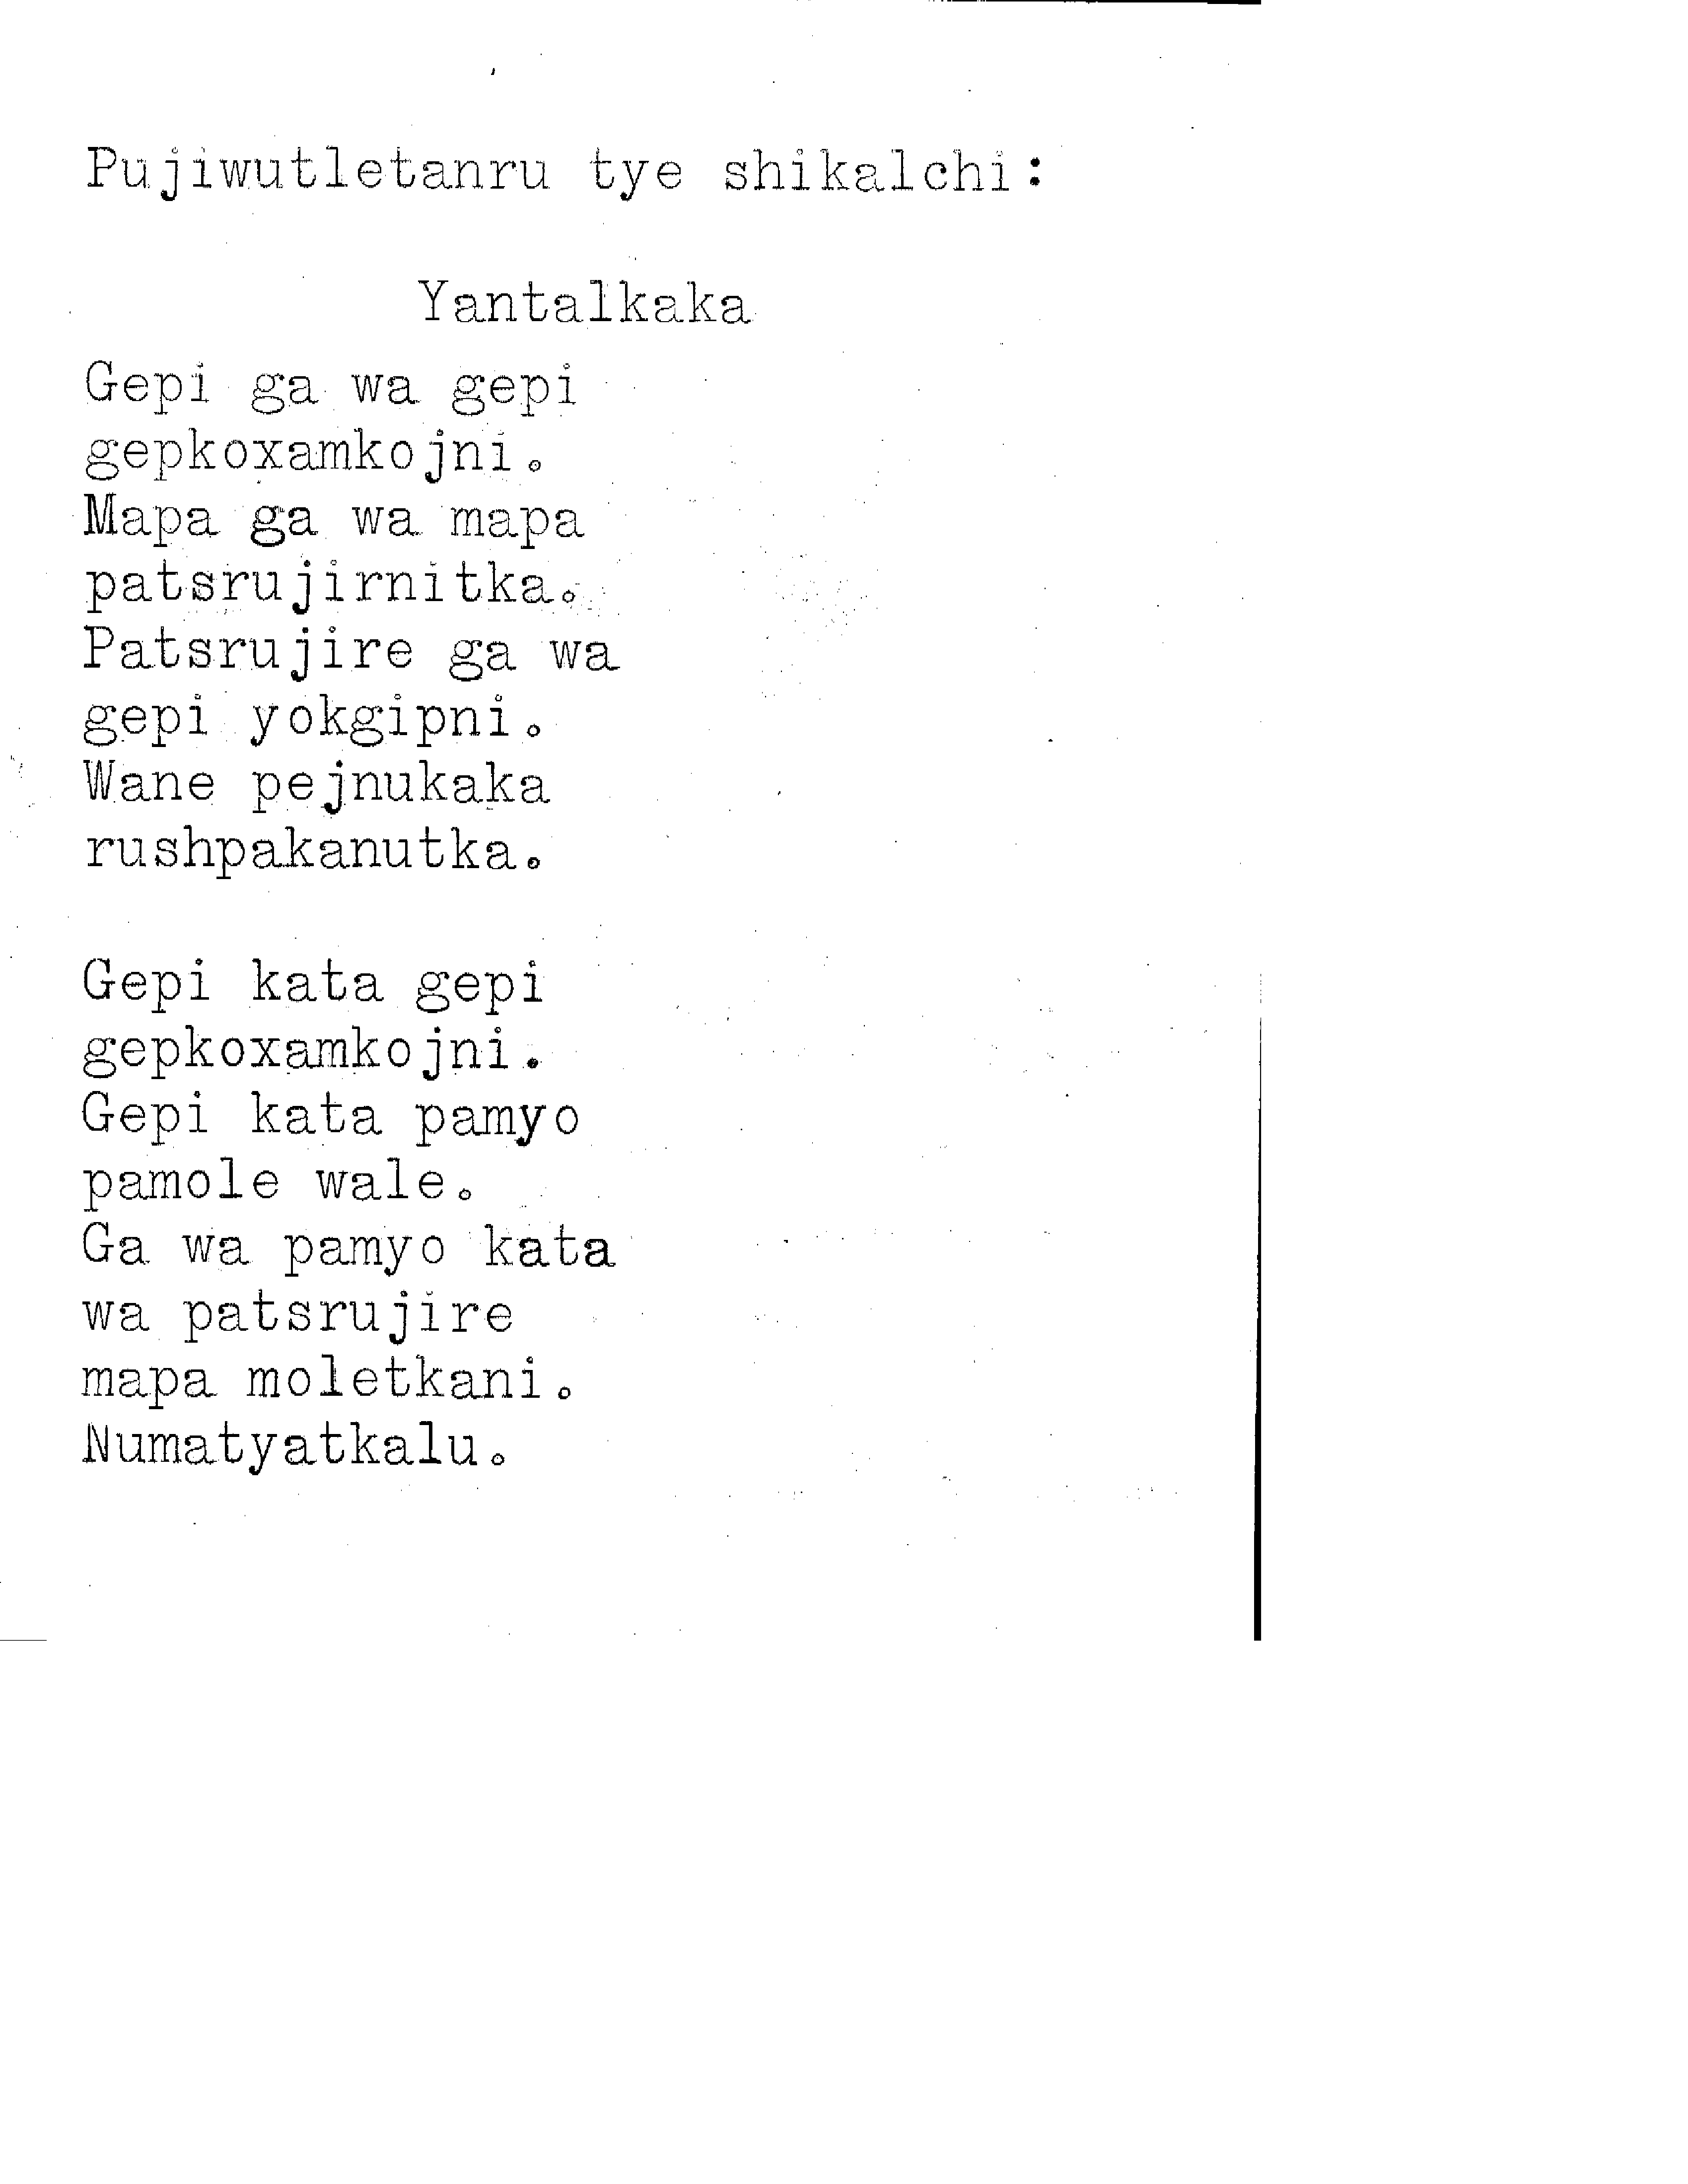 Pujiwutletanru tye shikalchi:
Yantalkaka
Gepi ga wa gepi
gepkoxamkojni.
Mapa ga wa mapa
patsrujirnitka.
Patsrujire ga wa
gepi yokgipni.
Wane pejnukaka
rushpakanutka.
Gepi kata gepi
gepkoxamkojni.
Gepi kata pamyo
pamole wale.
Ga wa pamyo kata
wa patsrujire
mapa moletkani.
Numatyatkalu.